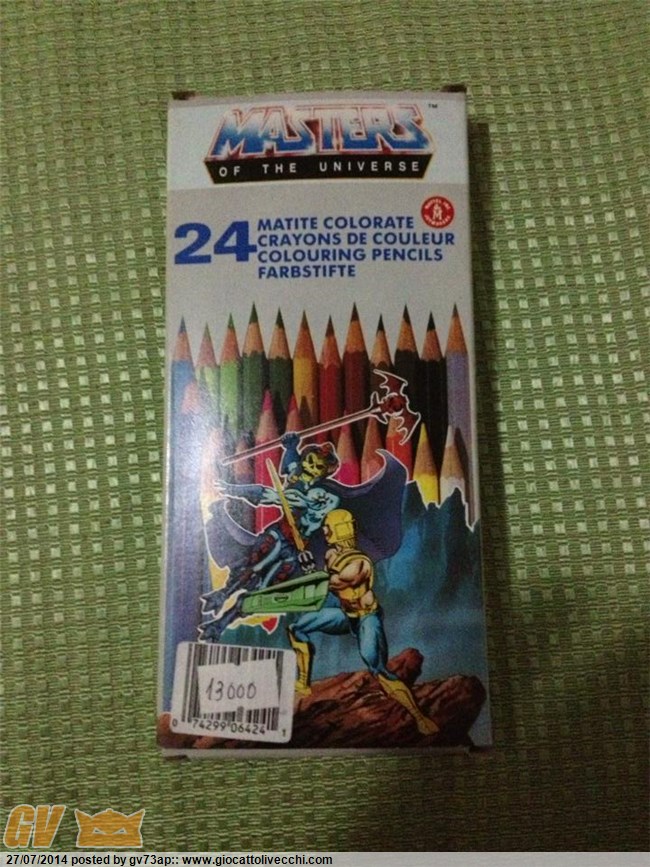 MASTERS™
OF THE UNIVERSE
24
MATITE COLORATE
CRAYONS DE COULEUR
COLOURING PENCILS
FARBSTIFTE
13000
0 74299 06424 1
GV
27/07/2014 posted by gv73ap:: www.giocattolivecchi.com